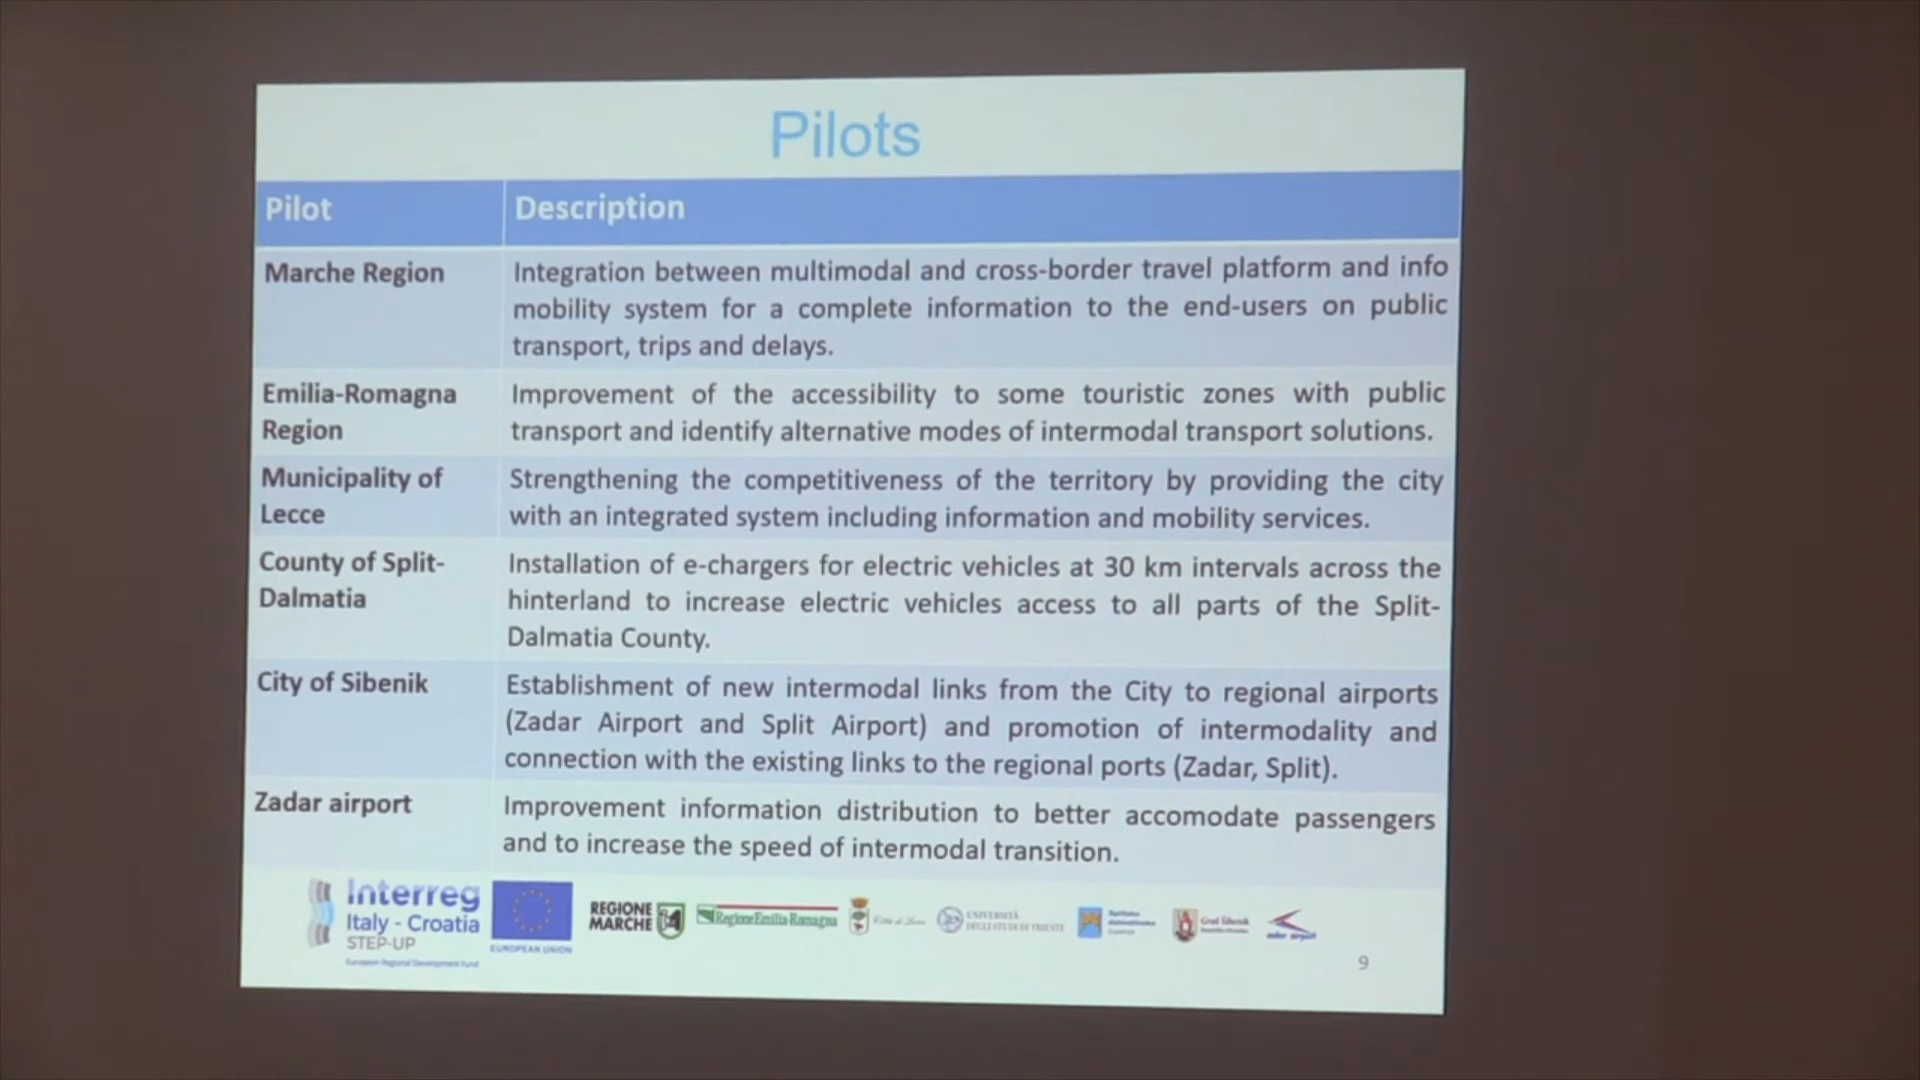 Pilots
Pilot
Description
Marche Region
Integration between multimodal and cross-border travel platform and info
mobility system for a complete information to the end-users on public
transport, trips and delays.
Emilia-Romagna
Region
Improvement of the accessibility to some touristic zones with public
transport and identify alternative modes of intermodal transport solutions.
Municipality of
Lecce
Strengthening the competitiveness of the territory by providing the city
with an integrated system including information and mobility services.
County of Split-
Dalmatia
Installation of e-chargers for electric vehicles at 30 km intervals across the
hinterland to increase electric vehicles access to all parts of the Split-
Dalmatia County.
City of Sibenik
Establishment of new intermodal links from the City to regional airports
(Zadar Airport and Split Airport) and promotion of intermodality and
connection with the existing links to the regional ports (Zadar, Split).
Zadar airport
Improvement information distribution to better accomodate passengers
and to increase the speed of intermodal transition.
Interreg
Italy - Croatia
STEP-UP
European Regional Development Fund
EUROPEAN UNION
REGIONE
MARCHE
RegioneEmilia-Romagna
Città di Lecce
UNIVERSITÀ
DEGLI STUDI DI TRIESTE
Grad Šibenik
zadar airport
9